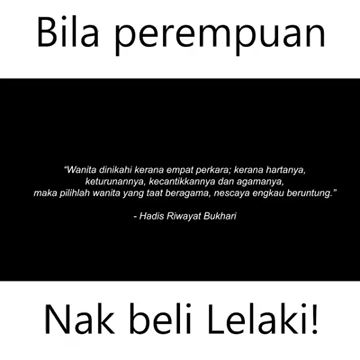 Bila perempuan
“Wanita dinikahi kerana empat perkara; kerana hartanya,
keturunannya, kecantikkannya dan agamanya,
maka pilihlah wanita yang taat beragama, nescaya engkau beruntung.”
- Hadis Riwayat Bukhari
Nak beli Lelaki!